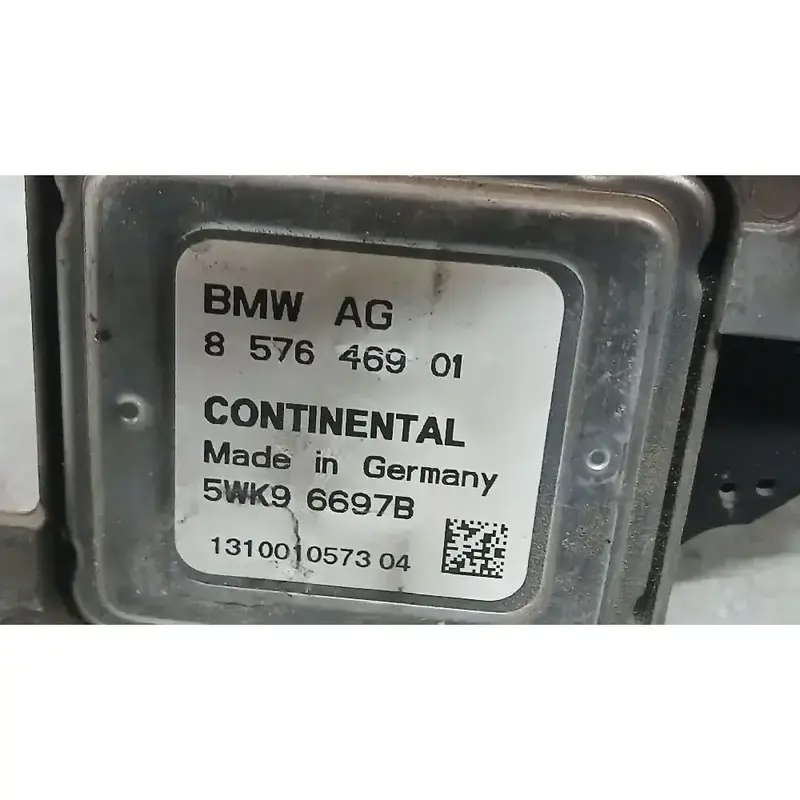 BMW AG
8 576 469 01
CONTINENTAL
Made in Germany
5WK9 6697B
1310010573 04